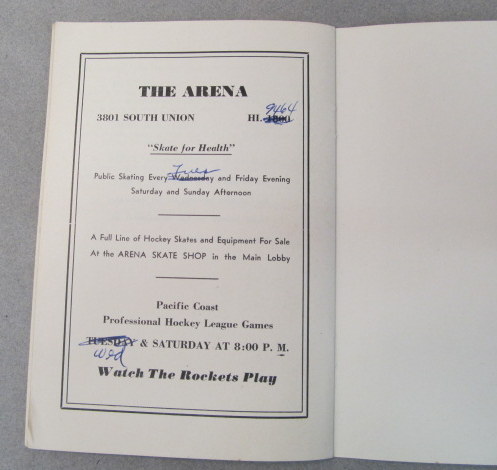 THE ARENA
9464
3801 SOUTH UNION HI.
"Skate for Health"
Tues
Public Skating Every Wednesday and Friday Evening
Saturday and Sunday Afternoon
A Full Line of Hockey Skates and Equipment For Sale
At the ARENA SKATE SHOP in the Main Lobby
Pacific Coast
Professional Hockey League Games
TUESDAY & SATURDAY AT 8:00 P. M.
Wed
Watch The Rockets Play